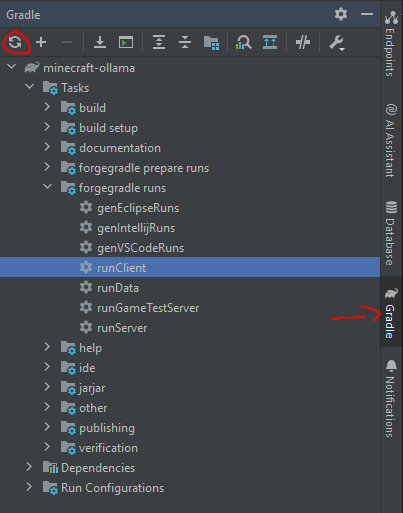 Gradle
minecraft-ollama
Tasks
build
build setup
documentation
forgegradle prepare runs
forgegradle runs
genEclipseRuns
genIntellijRuns
genVSCodeRuns
runClient
runData
runGameTestServer
runServer
help
ide
jarjar
other
publishing
verification
Dependencies
Run Configurations
Endpoints
AI Assistant
Database
Gradle
Notifications